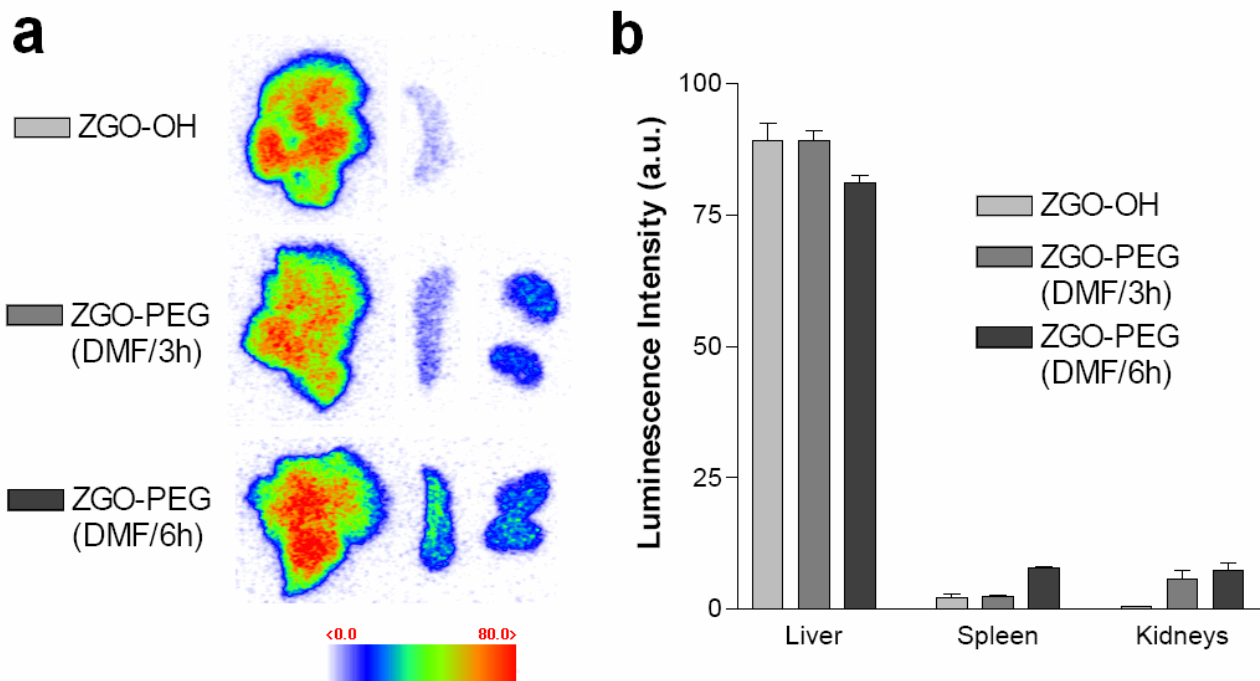 a
ZGO-OH
ZGO-PEG
(DMF/3h)
ZGO-PEG
(DMF/6h)
<0.0
80.0>
b
Luminescence Intensity (a.u.)
100
75
50
25
0
Liver
Spleen
Kidneys
ZGO-OH
ZGO-PEG
(DMF/3h)
ZGO-PEG
(DMF/6h)